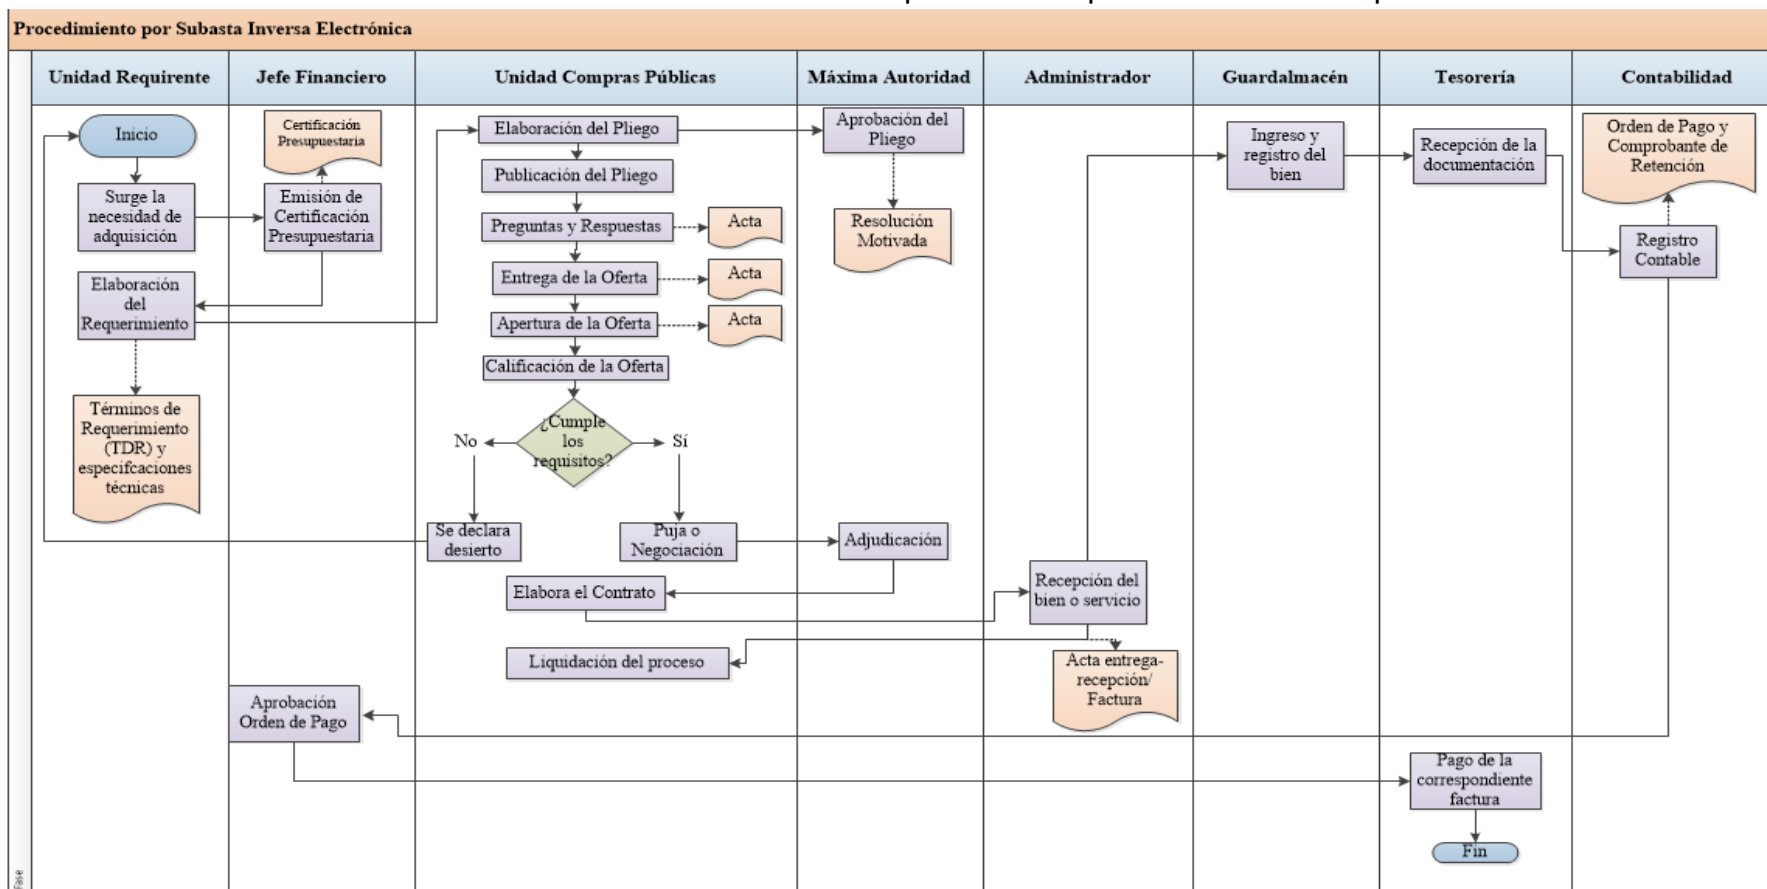 Procedimiento por Subasta Inversa Electrónica
Unidad Requirente
Jefe Financiero
Unidad Compras Públicas
Máxima Autoridad
Administrador
Guardalmacén
Tesorería
Contabilidad
Inicio
Surge la
necesidad de
adquisición
Elaboración
del
Requerimiento
Términos de
Requerimiento
(TDR) y
especifcaciones
técnicas
Certificación
Presupuestaria
Emisión de
Certificación
Presupuestaria
Aprobación
Orden de Pago
Elaboración del Pliego
Publicación del Pliego
Preguntas y Respuestas
Acta
Entrega de la Oferta
Acta
Apertura de la Oferta
Acta
Calificación de la Oferta
¿Cumple
los
requisitos?
No
Sí
Se declara
desierto
Puja o
Negociación
Elabora el Contrato
Liquidación del proceso
Aprobación del
Pliego
Resolución
Motivada
Adjudicación
Recepción del
bien o servicio
Acta entrega-
recepción/
Factura
Ingreso y
registro del
bien
Recepción de la
documentación
Pago de la
correspondiente
factura
Fin
Orden de Pago y
Comprobante de
Retención
Registro
Contable
Fase